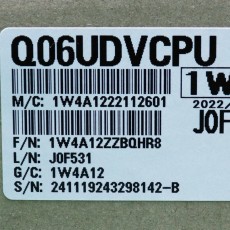 Q06UDVCPU
1W
M/C: 1W4A1222112601
2022/
J0F
F/N: 1W4A12ZZBQHR8
L/N: J0F531
G/C: 1W4A12
S/N: 241119243298142-B